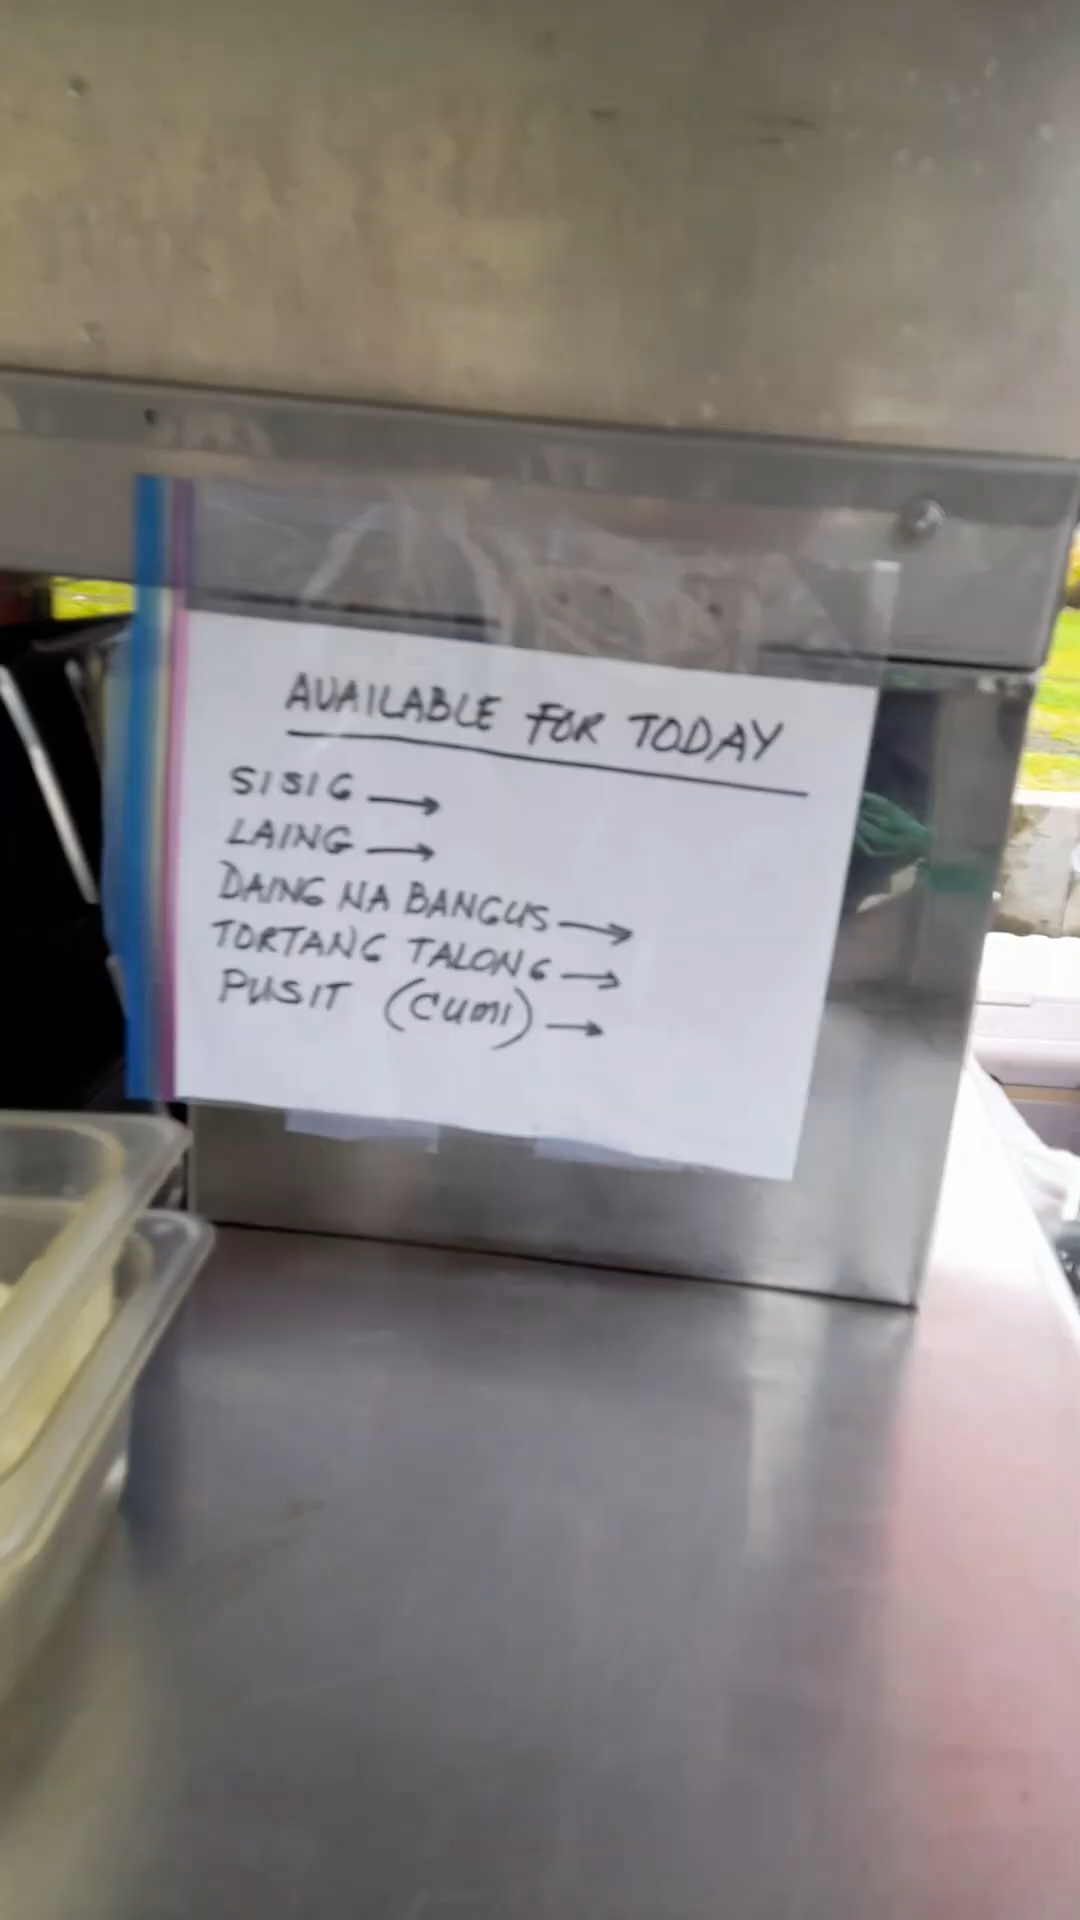 AVAILABLE FOR TODAY
SISIG →
LAING →
DAING NA BANGUS →
TORTANG TALONG →
PUSIT (CUMI) →